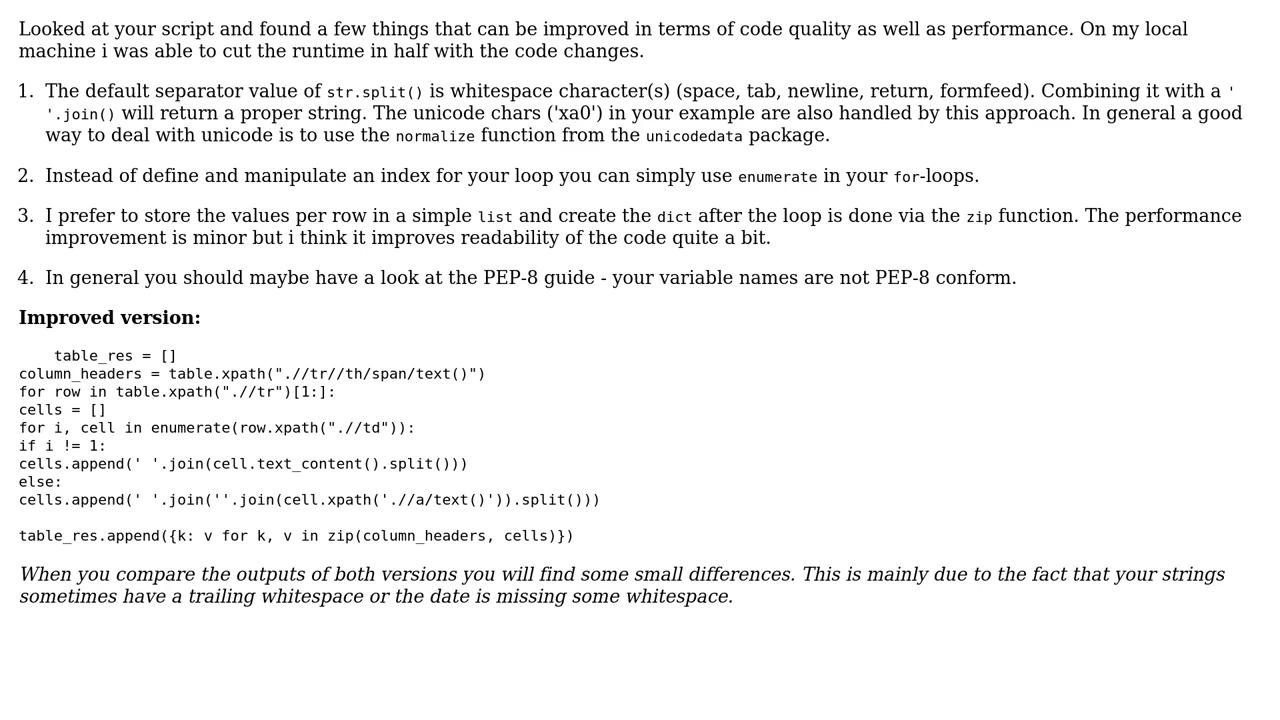 Looked at your script and found a few things that can be improved in terms of code quality as well as performance. On my local
machine i was able to cut the runtime in half with the code changes.
1. The default separator value of str.split() is whitespace character(s) (space, tab, newline, return, formfeed). Combining it with a '
'.join() will return a proper string. The unicode chars ('xa0') in your example are also handled by this approach. In general a good
way to deal with unicode is to use the normalize function from the unicodedata package.
2. Instead of define and manipulate an index for your loop you can simply use enumerate in your for-loops.
3. I prefer to store the values per row in a simple list and create the dict after the loop is done via the zip function. The performance
improvement is minor but i think it improves readability of the code quite a bit.
4. In general you should maybe have a look at the PEP-8 guide - your variable names are not PEP-8 conform.
Improved version:
    table_res = []
column_headers = table.xpath(".//tr//th/span/text()")
for row in table.xpath(".//tr")[1:]:
cells = []
for i, cell in enumerate(row.xpath(".//td")):
if i != 1:
cells.append(' '.join(cell.text_content().split()))
else:
cells.append(' '.join(''.join(cell.xpath('.//a/text()')).split()))

table_res.append({k: v for k, v in zip(column_headers, cells)})
When you compare the outputs of both versions you will find some small differences. This is mainly due to the fact that your strings
sometimes have a trailing whitespace or the date is missing some whitespace.